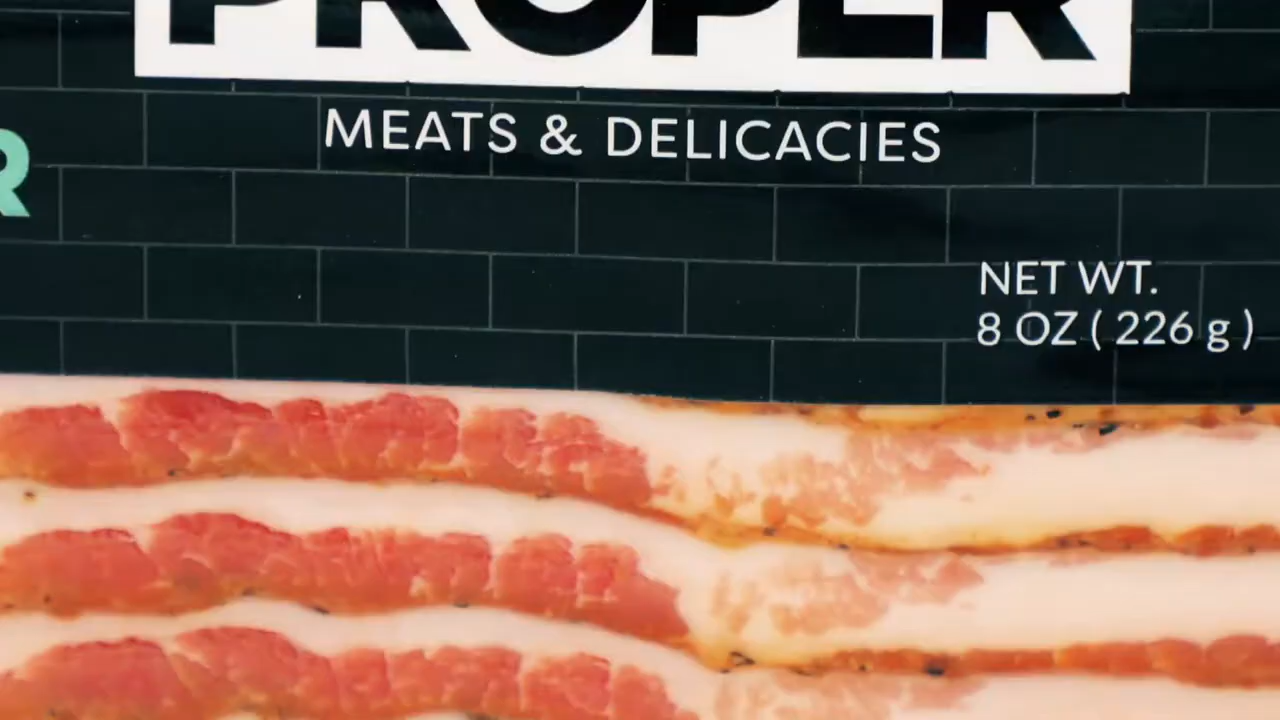 PROPER
MEATS & DELICACIES
R
NET WT.
8 OZ ( 226 g )